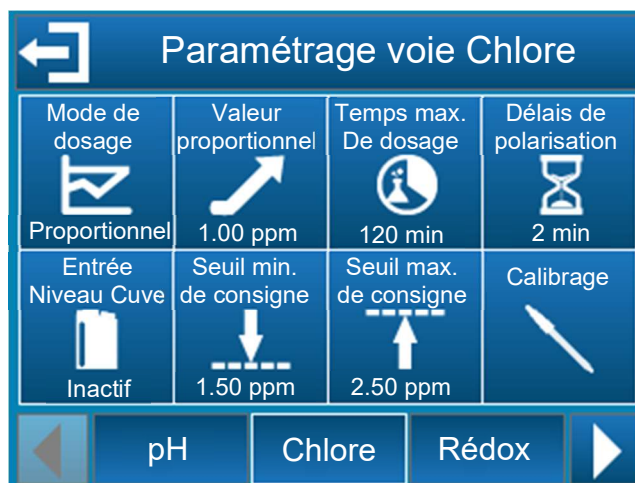 Paramétrage voie Chlore
Mode de
dosage
Proportionnel
Valeur
proportionnel
1.00 ppm
Temps max.
De dosage
120 min
Délais de
polarisation
2 min
Entrée
Niveau Cuve
Inactif
Seuil min.
de consigne
1.50 ppm
Seuil max.
de consigne
2.50 ppm
Calibrage
pH
Chlore
Rédox